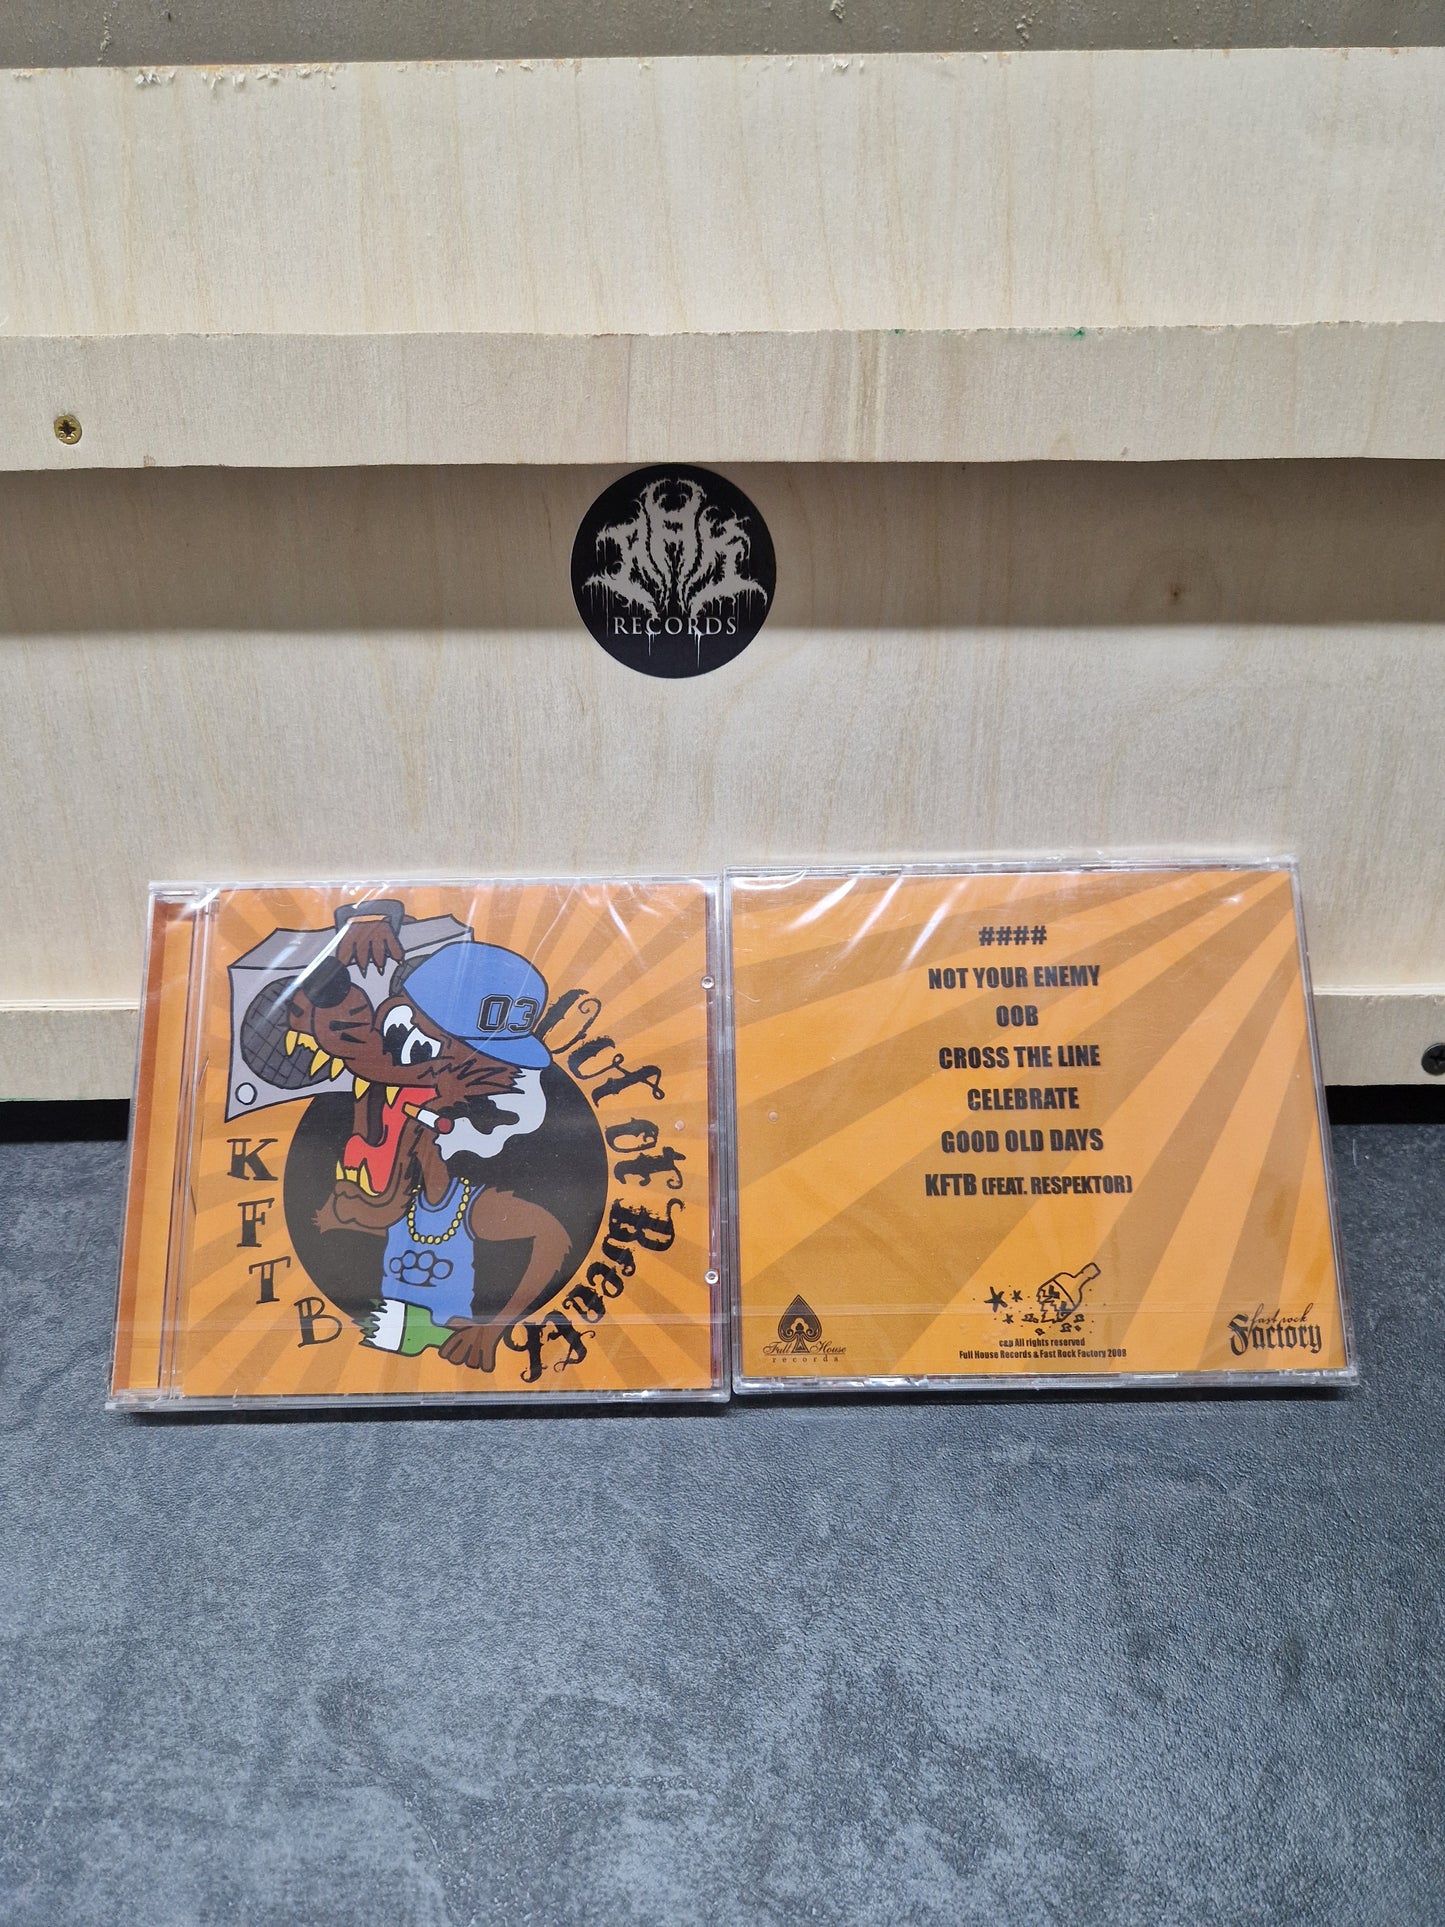 RAK
RECORDS
03
Out of Breath
K
F
T
B
####
NOT YOUR ENEMY
OOB
CROSS THE LINE
CELEBRATE
GOOD OLD DAYS
KFTB (FEAT. RESPEKTOR)
Full House
records
c&p All rights reserved
Full House Records & Fast Rock Factory 2008
fast rock
Factory